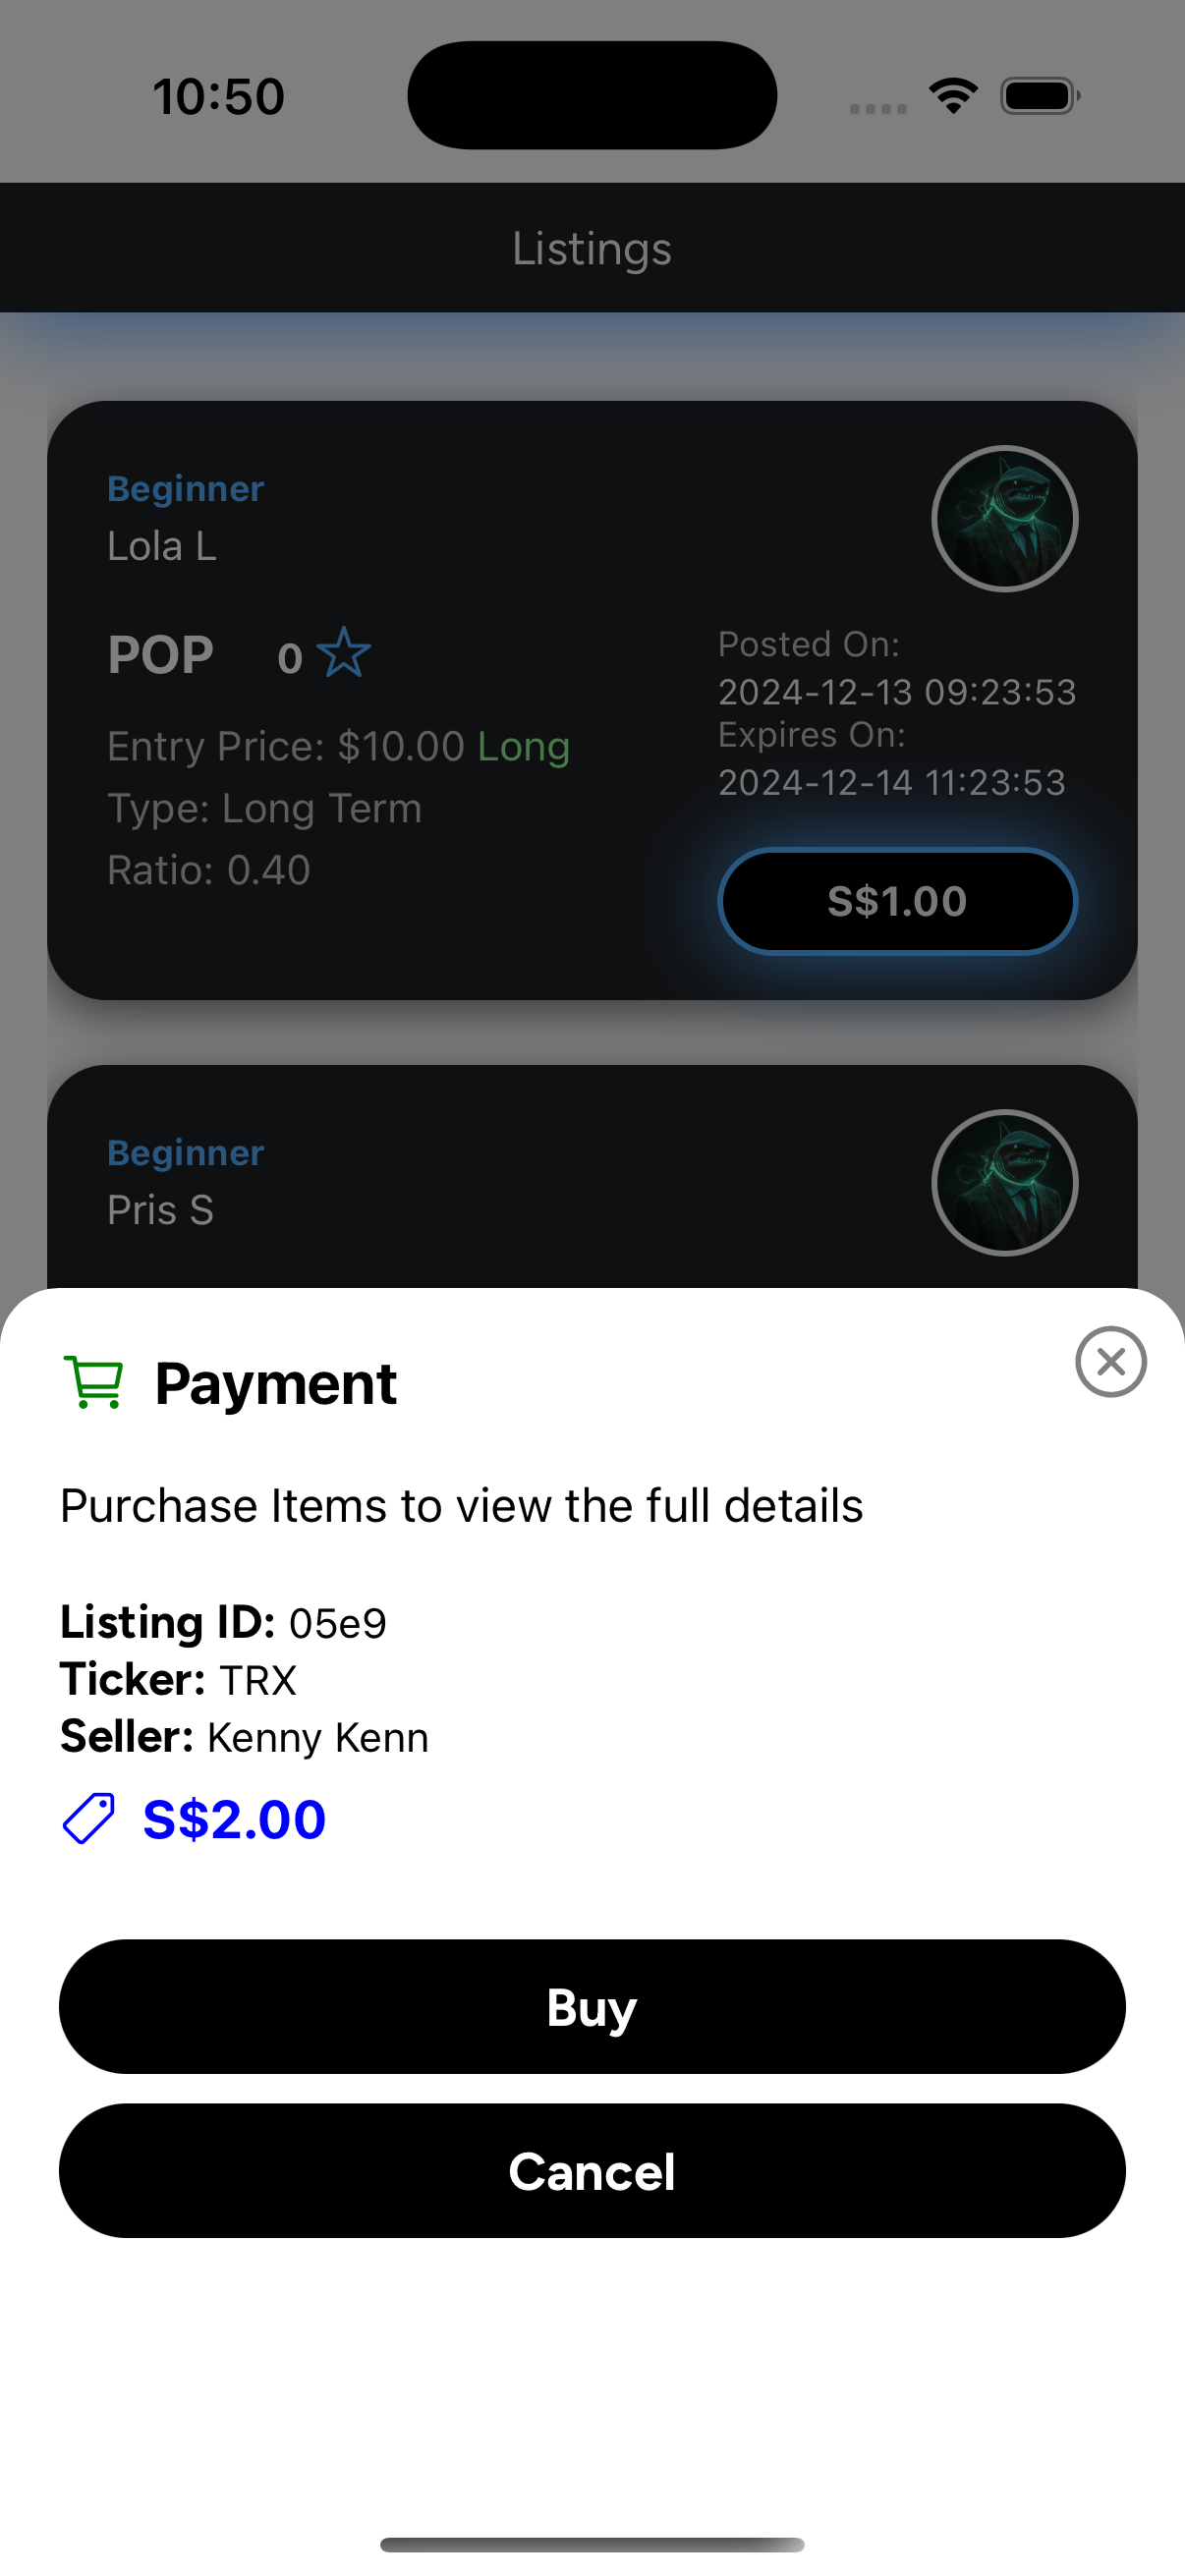 10:50
Listings
Beginner
Lola L
POP 0
Posted On:
2024-12-13 09:23:53
Expires On:
2024-12-14 11:23:53
Entry Price: $10.00 Long
Type: Long Term
Ratio: 0.40
S$1.00
Beginner
Pris S
Payment
Purchase Items to view the full details
Listing ID: 05e9
Ticker: TRX
Seller: Kenny Kenn
S$2.00
Buy
Cancel